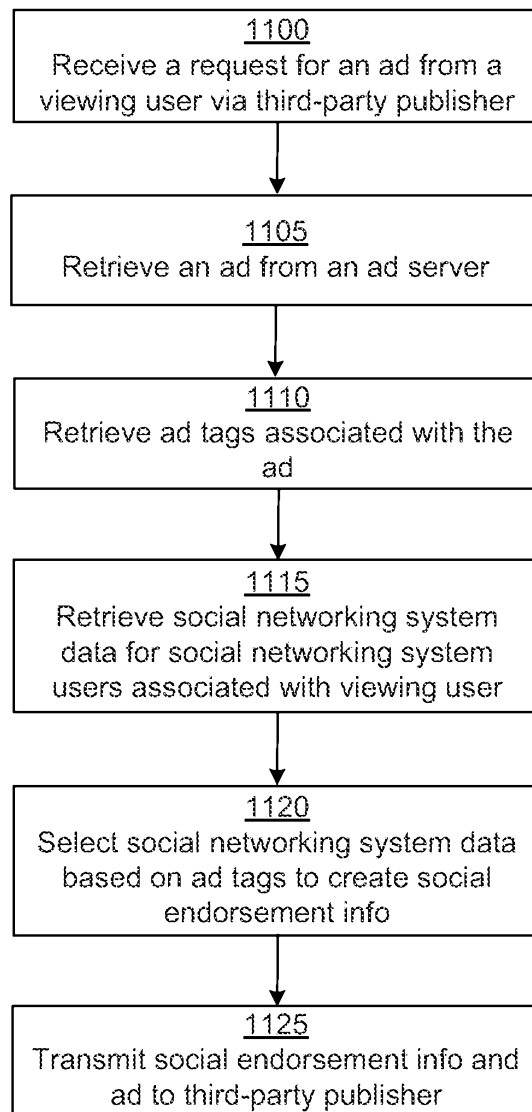 1100
Receive a request for an ad from a
viewing user via third-party publisher
1105
Retrieve an ad from an ad server
1110
Retrieve ad tags associated with the
ad
1115
Retrieve social networking system
data for social networking system
users associated with viewing user
1120
Select social networking system data
based on ad tags to create social
endorsement info
1125
Transmit social endorsement info and
ad to third-party publisher